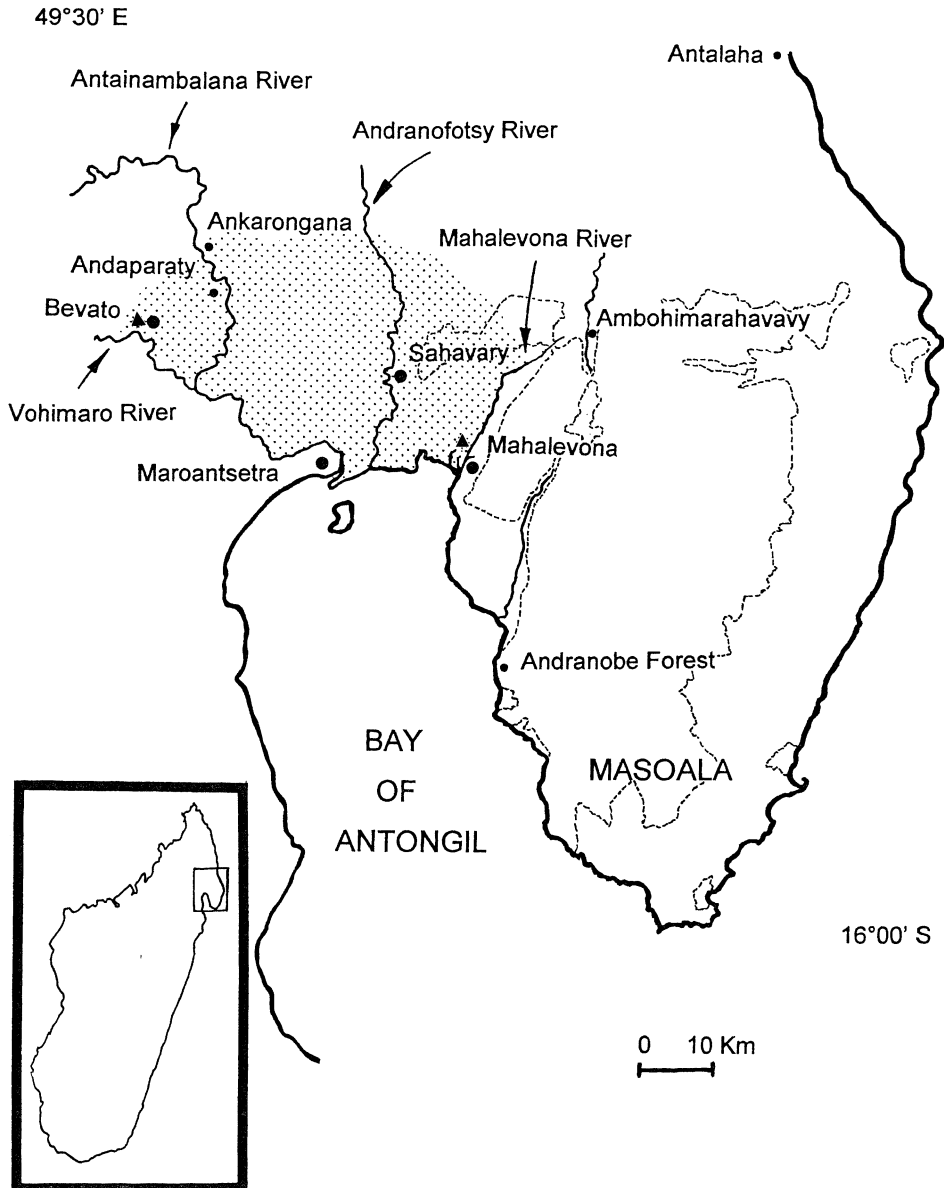 49°30' E
Antalaha
Antainambalana River
Andranofotsy River
Ankarongana
Mahalevona River
Andaparaty
Bevato
Ambohimarahavavy
Sahavary
Vohimaro River
Mahalevona
Maroantsetra
Andranobe Forest
BAY
OF
ANTONGIL
MASOALA
16°00' S
0 10 Km